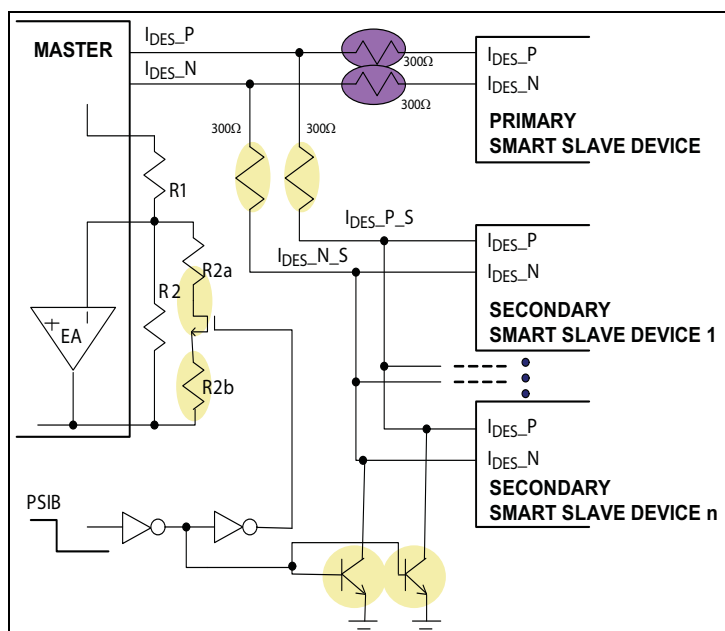 MASTER
IDES_P
IDES_N
300Ω
300Ω
IDES_P
IDES_N
PRIMARY
SMART SLAVE DEVICE
300Ω
300Ω
R1
IDES_P_S
IDES_N_S
R2a
R2
EA
R2b
IDES_P
IDES_N
SECONDARY
SMART SLAVE DEVICE 1
IDES_P
IDES_N
SECONDARY
SMART SLAVE DEVICE n
PSIB